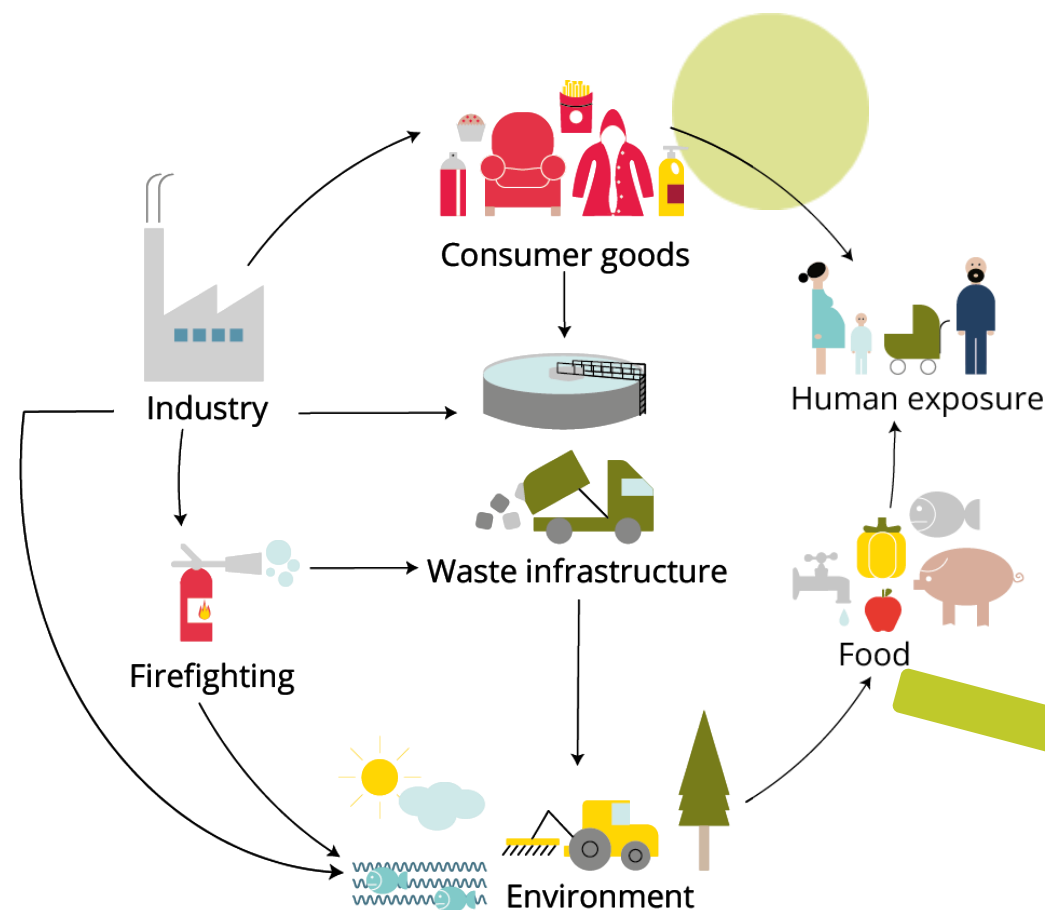 Consumer goods
Industry
Human exposure
Waste infrastructure
Firefighting
Food
Environment